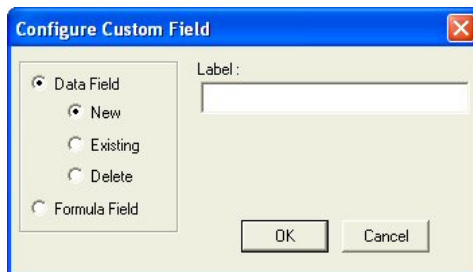 Configure Custom Field
Data Field
New
Existing
Delete
Formula Field
Label :
OK
Cancel